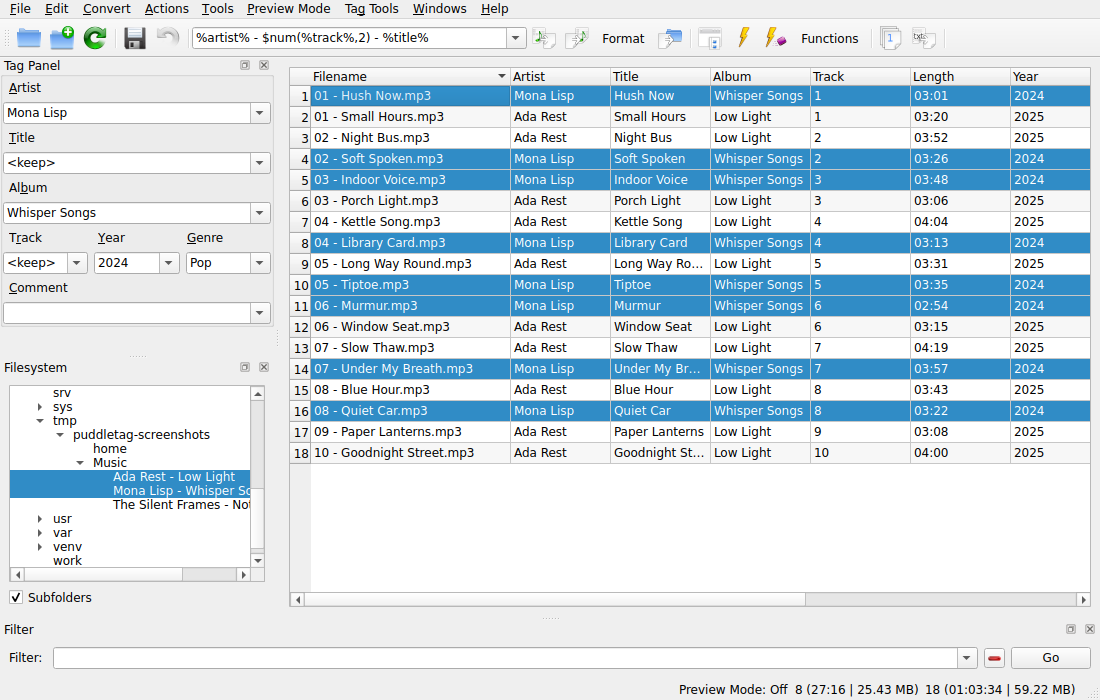 File Edit Convert Actions Tools Preview Mode Tag Tools Windows Help
%artist% - $num(%track%,2) - %title% Format Functions
Tag Panel
Artist
Mona Lisp
Title
<keep>
Album
Whisper Songs
Track Year Genre
<keep> 2024 Pop
Comment
Filesystem
srv
sys
tmp
puddletag-screenshots
home
Music
Ada Rest - Low Light
Mona Lisp - Whisper So
The Silent Frames - Not
usr
var
venv
work
Subfolders
Filename Artist Title Album Track Length Year
1 01 - Hush Now.mp3 Mona Lisp Hush Now Whisper Songs 1 03:01 2024
2 01 - Small Hours.mp3 Ada Rest Small Hours Low Light 1 03:20 2025
3 02 - Night Bus.mp3 Ada Rest Night Bus Low Light 2 03:52 2025
4 02 - Soft Spoken.mp3 Mona Lisp Soft Spoken Whisper Songs 2 03:26 2024
5 03 - Indoor Voice.mp3 Mona Lisp Indoor Voice Whisper Songs 3 03:48 2024
6 03 - Porch Light.mp3 Ada Rest Porch Light Low Light 3 03:06 2025
7 04 - Kettle Song.mp3 Ada Rest Kettle Song Low Light 4 04:04 2025
8 04 - Library Card.mp3 Mona Lisp Library Card Whisper Songs 4 03:13 2024
9 05 - Long Way Round.mp3 Ada Rest Long Way Ro... Low Light 5 03:31 2025
10 05 - Tiptoe.mp3 Mona Lisp Tiptoe Whisper Songs 5 03:35 2024
11 06 - Murmur.mp3 Mona Lisp Murmur Whisper Songs 6 02:54 2024
12 06 - Window Seat.mp3 Ada Rest Window Seat Low Light 6 03:15 2025
13 07 - Slow Thaw.mp3 Ada Rest Slow Thaw Low Light 7 04:19 2025
14 07 - Under My Breath.mp3 Mona Lisp Under My Br... Whisper Songs 7 03:57 2024
15 08 - Blue Hour.mp3 Ada Rest Blue Hour Low Light 8 03:43 2025
16 08 - Quiet Car.mp3 Mona Lisp Quiet Car Whisper Songs 8 03:22 2024
17 09 - Paper Lanterns.mp3 Ada Rest Paper Lanterns Low Light 9 03:08 2025
18 10 - Goodnight Street.mp3 Ada Rest Goodnight St... Low Light 10 04:00 2025
Filter
Filter: Go
Preview Mode: Off 8 (27:16 | 25.43 MB) 18 (01:03:34 | 59.22 MB)